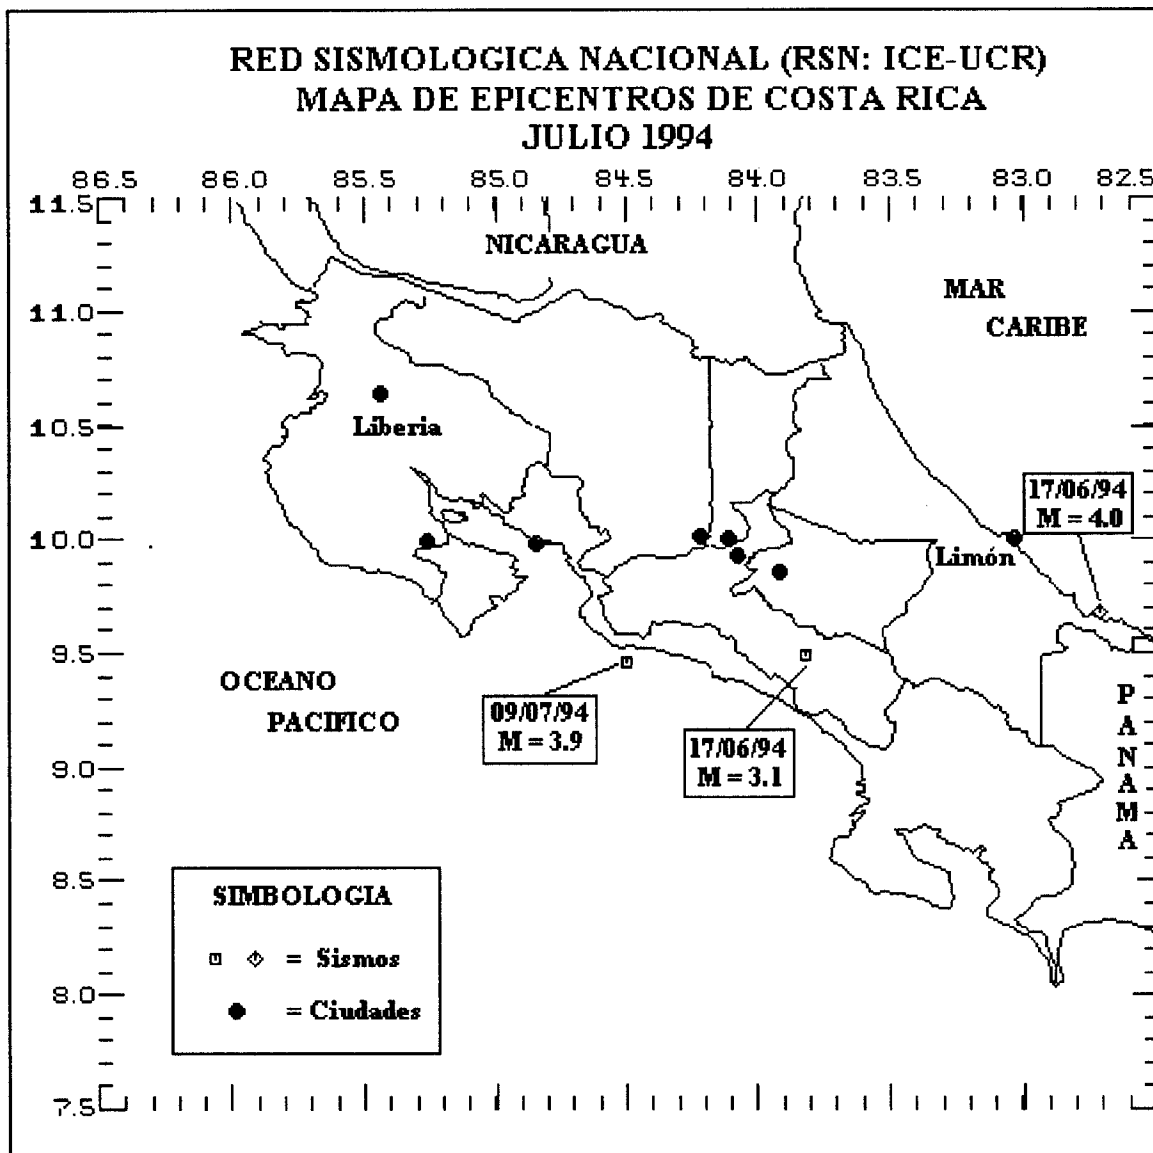 RED SISMOLOGICA NACIONAL (RSN: ICE-UCR)
MAPA DE EPICENTROS DE COSTA RICA
JULIO 1994
86.5 86.0 85.5 85.0 84.5 84.0 83.5 83.0 82.5
11.5
NICARAGUA
MAR
CARIBE
11.0
Liberia
10.5
17/06/94
M = 4.0
10.0
Limón
9.5
OCEANO
PACIFICO
09/07/94
M = 3.9
17/06/94
M = 3.1
PANAMA
9.0
8.5
SIMBOLOGIA
= Sismos
= Ciudades
8.0
7.5